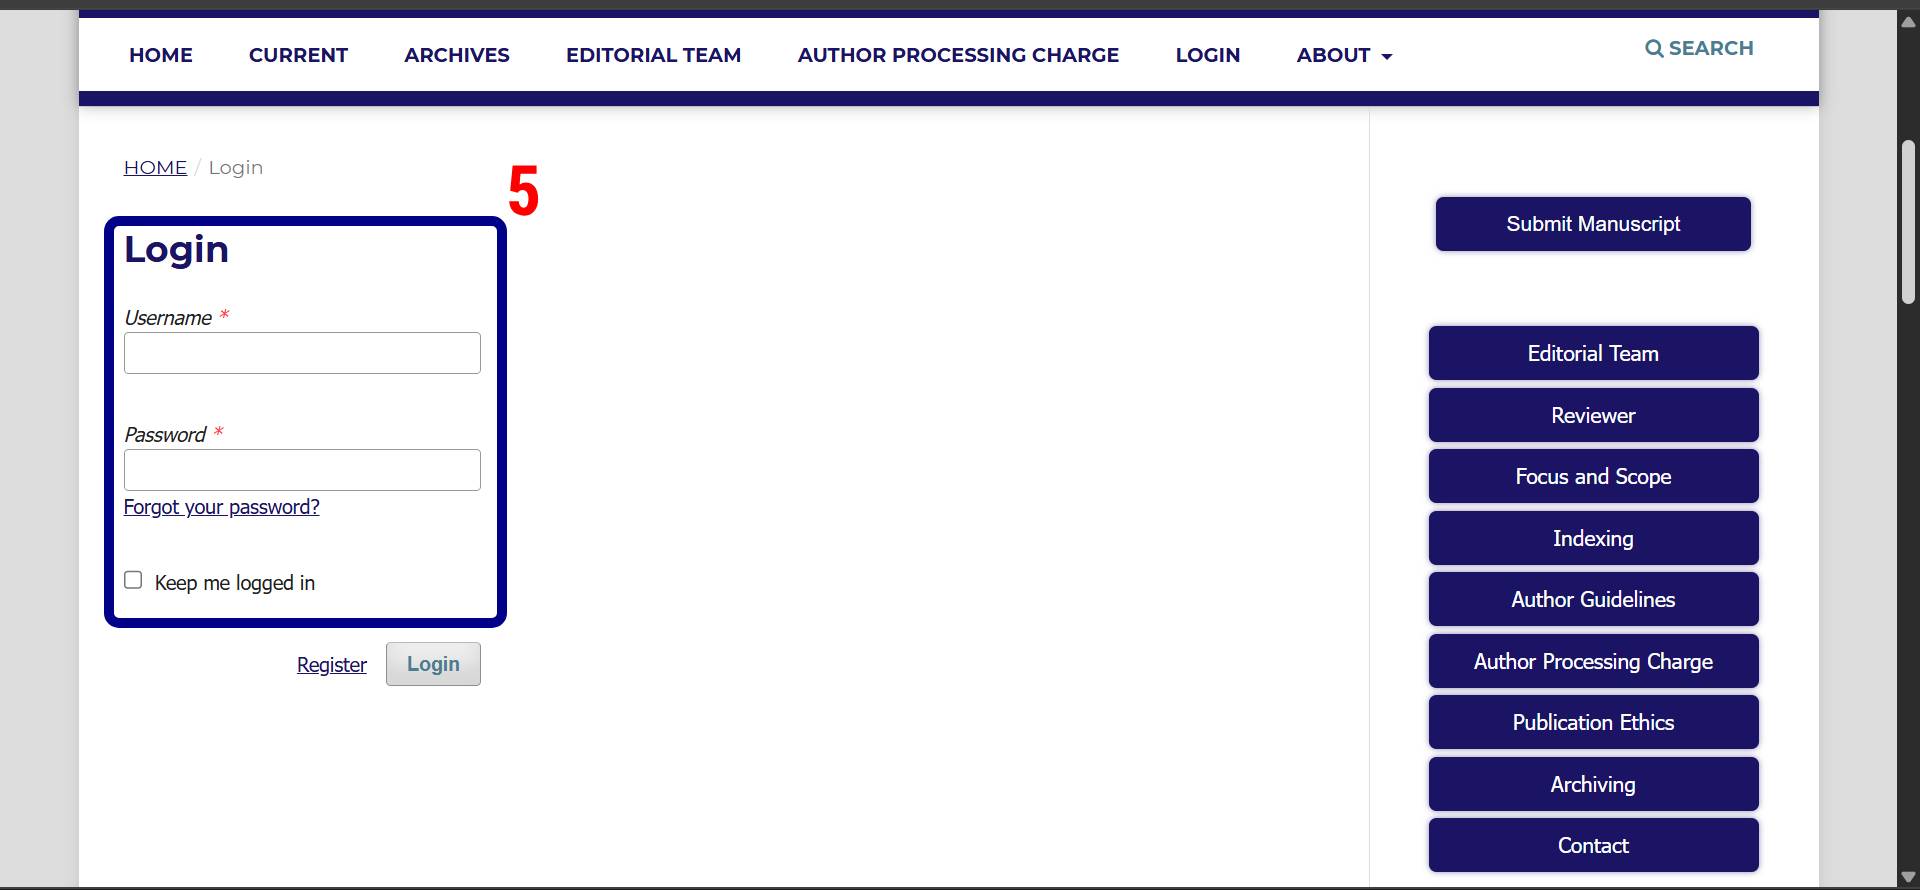 HOME CURRENT ARCHIVES EDITORIAL TEAM AUTHOR PROCESSING CHARGE LOGIN ABOUT SEARCH
HOME / Login
5
Login
Username *
Password *
Forgot your password?
Keep me logged in
Register Login
Submit Manuscript
Editorial Team
Reviewer
Focus and Scope
Indexing
Author Guidelines
Author Processing Charge
Publication Ethics
Archiving
Contact